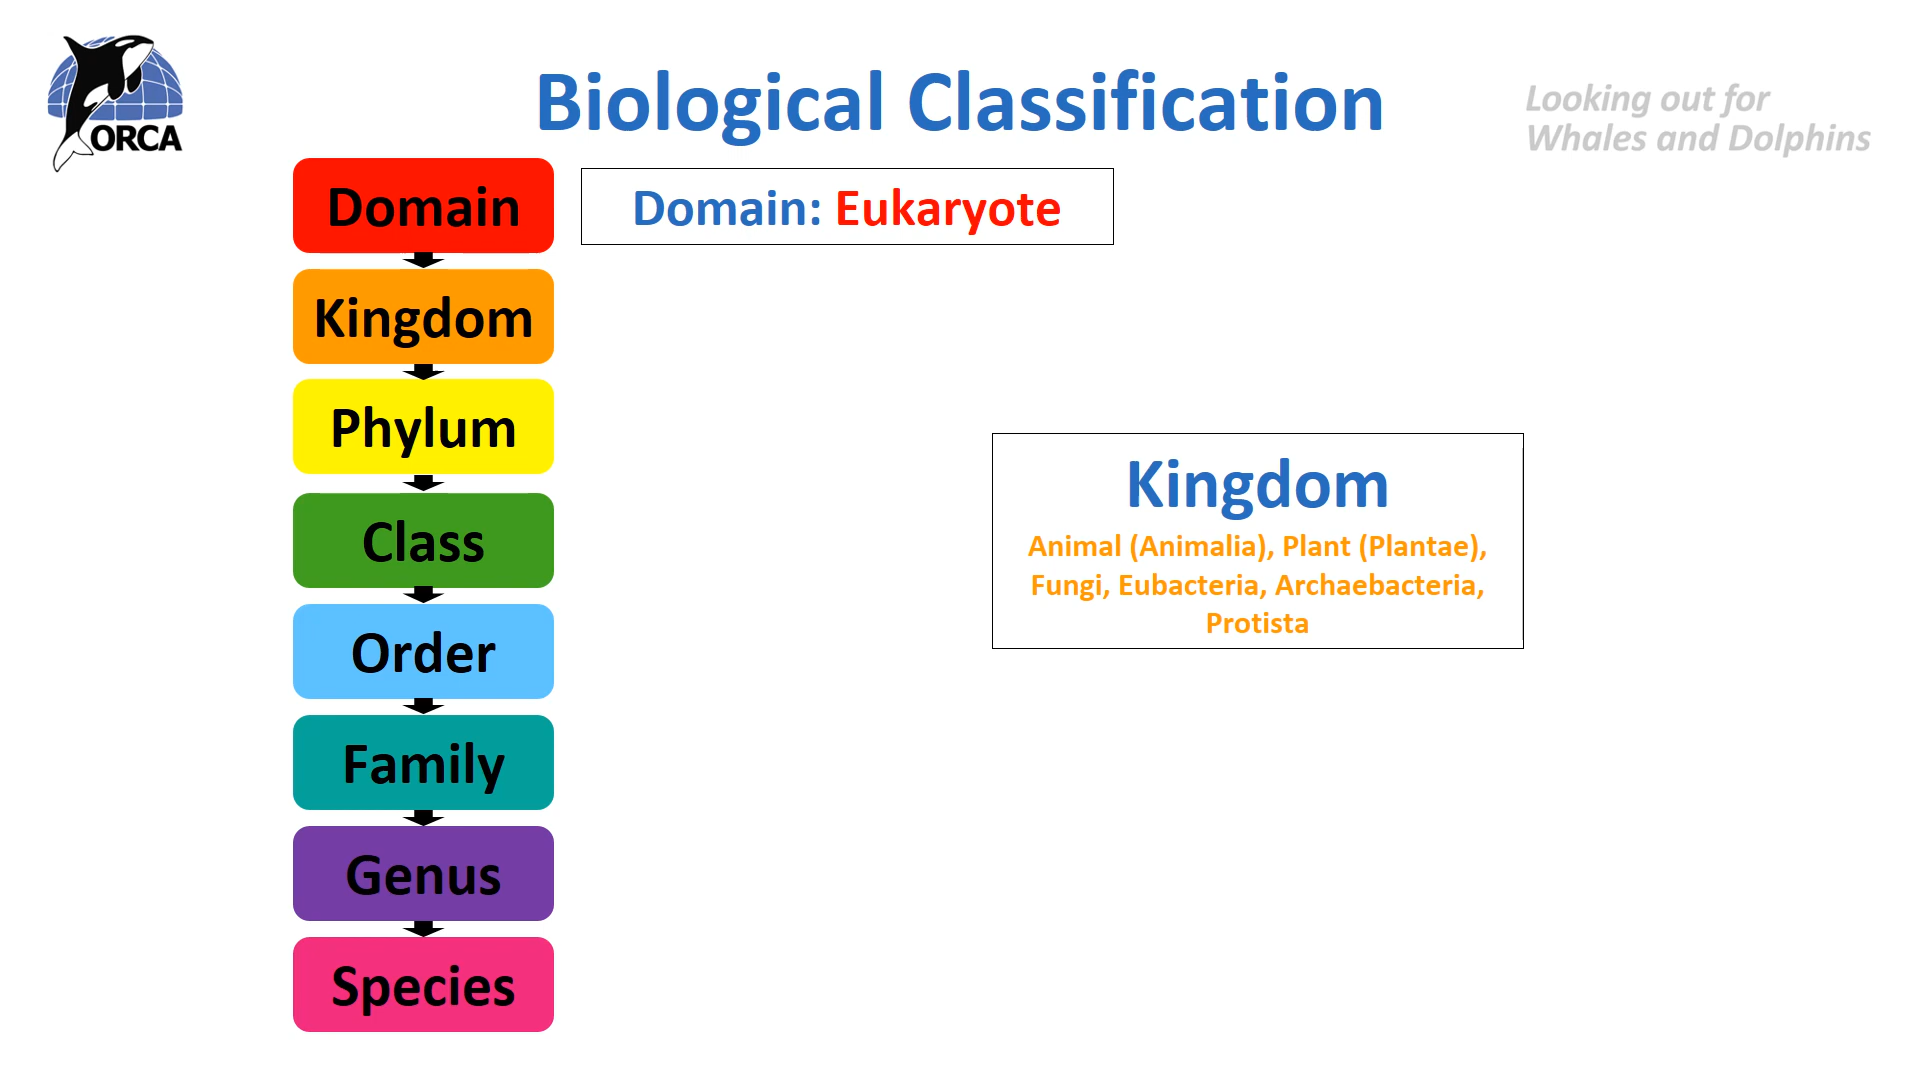 ORCA
Biological Classification
Looking out for
Whales and Dolphins
Domain
Domain: Eukaryote
Kingdom
Phylum
Class
Order
Family
Genus
Species
Kingdom
Animal (Animalia), Plant (Plantae),
Fungi, Eubacteria, Archaebacteria,
Protista